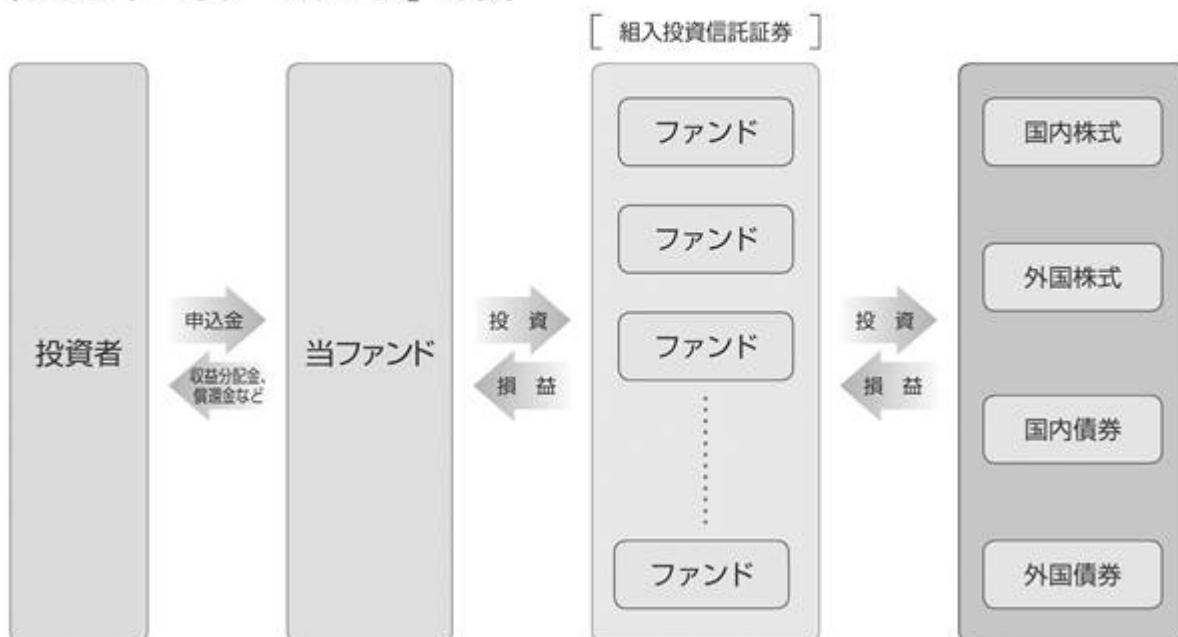 [ 組入投資信託証券 ]
投資者
申込金
収益分配金、
償還金など
当ファンド
投 資
損 益
ファンド
ファンド
ファンド
ファンド
投 資
損 益
国内株式
外国株式
国内債券
外国債券